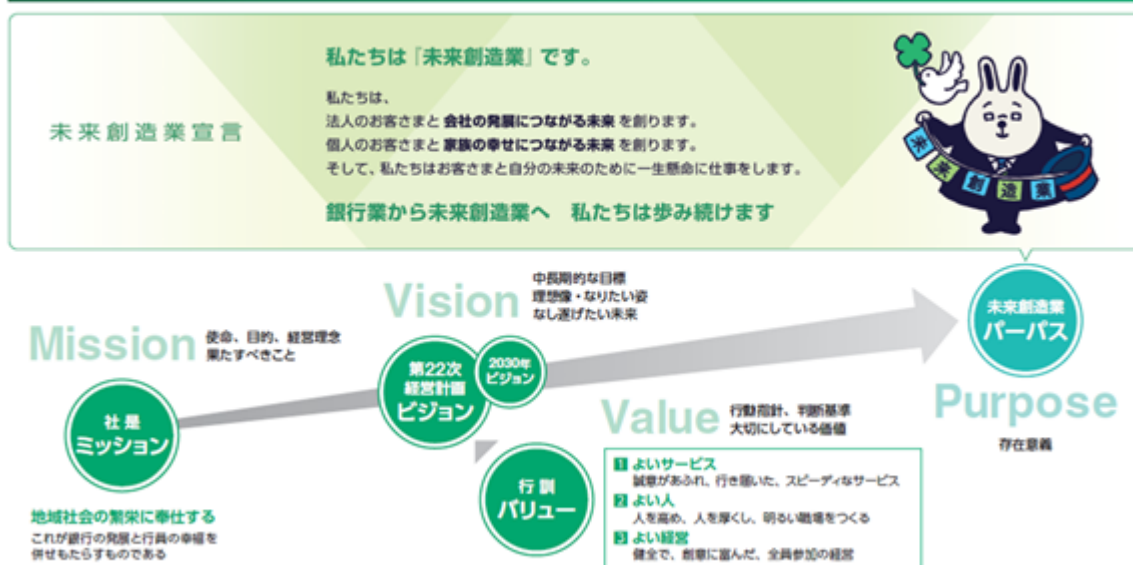 未来創造業宣言
私たちは『未来創造業』です。
私たちは、
法人のお客さまと 会社の発展につながる未来 を創ります。
個人のお客さまと 家族の幸せにつながる未来 を創ります。
そして、私たちはお客さまと自分の未来のために一生懸命に仕事をします。
銀行業から未来創造業へ 私たちは歩み続けます
未来創造業
Mission
使命、目的、経営理念
果たすべきこと
社是
ミッション
地域社会の繁栄に奉仕する
これが銀行の発展と行員の幸福を
併せもたらすものである
Vision
中長期的な目標
理想像・なりたい姿
なし遂げたい未来
第22次
経営計画
ビジョン
2030年
ビジョン
Value
行動指針、判断基準
大切にしている価値
行訓
バリュー
1 よいサービス
誠意があふれ、行き届いた、スピーディなサービス
2 よい人
人を高め、人を厚くし、明るい職場をつくる
3 よい経営
健全で、創意に富んだ、全員参加の経営
未来創造業
パーパス
Purpose
存在意義